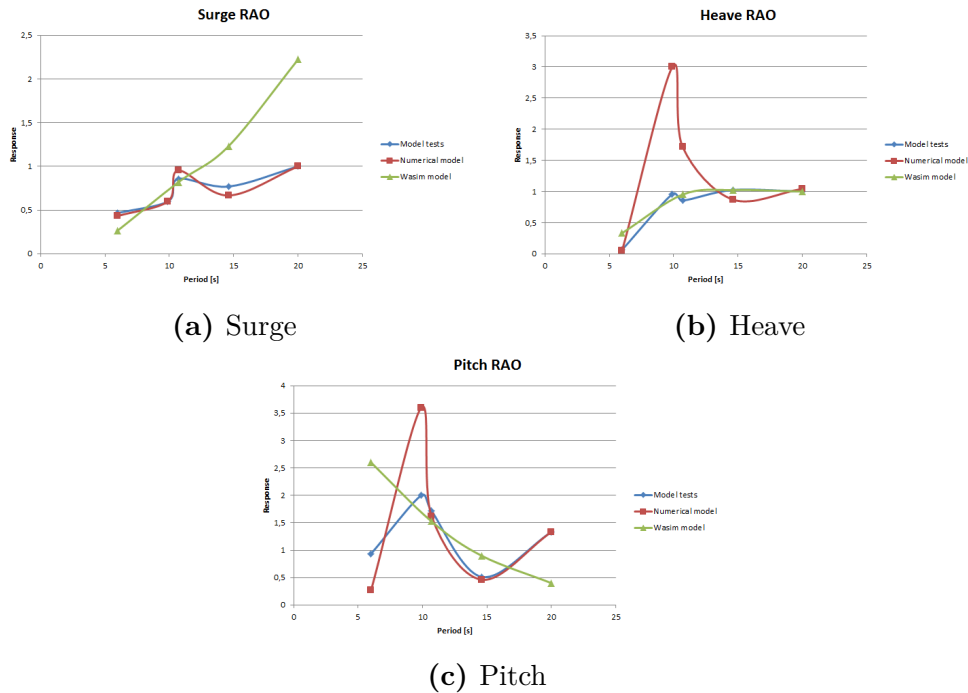 Surge RAO
2,5
2
1,5
1
0,5
0
0 5 10 15 20 25
Response
Period [s]
Model tests
Numerical model
Wasim model
(a) Surge
Heave RAO
3,5
3
2,5
2
1,5
1
0,5
0
0 5 10 15 20 25
Response
Period [s]
Model tests
Numerical model
Wasim model
(b) Heave
Pitch RAO
4
3,5
3
2,5
2
1,5
1
0,5
0
0 5 10 15 20 25
Response
Period [s]
Model tests
Numerical model
Wasim model
(c) Pitch